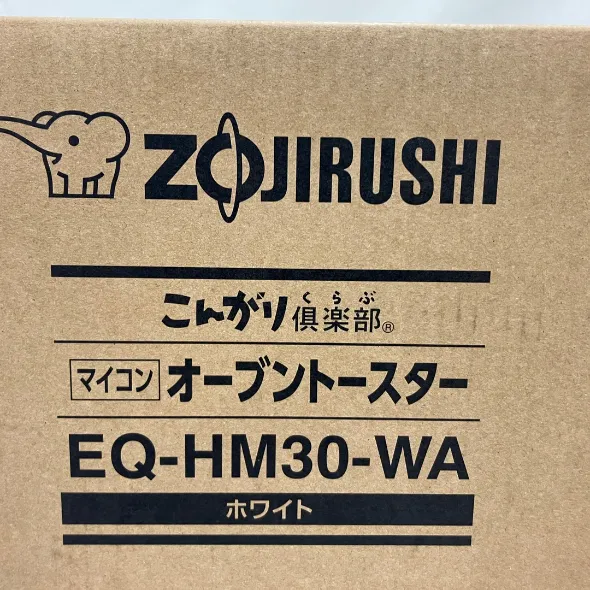 ZOJIRUSHI
くらぶ
こんがり倶楽部®
マイコン オーブントースター
EQ-HM30-WA
ホワイト